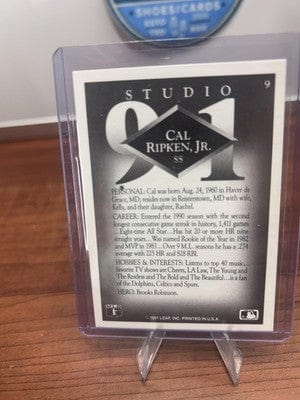 SHOES/CARDS
STUDIO
9
91
CAL
RIPKEN, JR.
SS
PERSONAL: Cal was born: Aug. 24, 1960 in Havre de
Grace, MD; resides now in Reisterstown, MD with wife,
Kelly, and their daughter, Rachel.
CAREER: Entered the 1990 season with the second
longest consecutive game streak in history, 1,411 games
...Eight-time All Star....Has hit 20 or more HR nine
straight years....Was named Rookie of the Year in 1982
and MVP in 1983....Over 9 M.L. seasons he has a .274
average with 225 HR and 828 RBI.
HOBBIES & INTERESTS: Listens to top 40 music...
favorite TV shows are Cheers, LA Law, The Young and
The Restless and The Bold and The Beautiful...is a fan
of the Dolphins, Celtics and Spurs.
HERO: Brooks Robinson.
© 1991 LEAF, INC. PRINTED IN U.S.A.